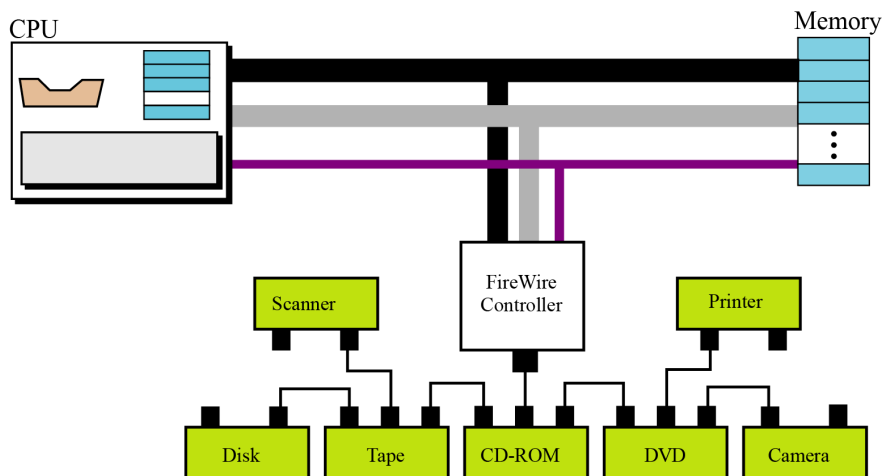 CPU
Memory
FireWire
Controller
Scanner
Printer
Disk
Tape
CD-ROM
DVD
Camera